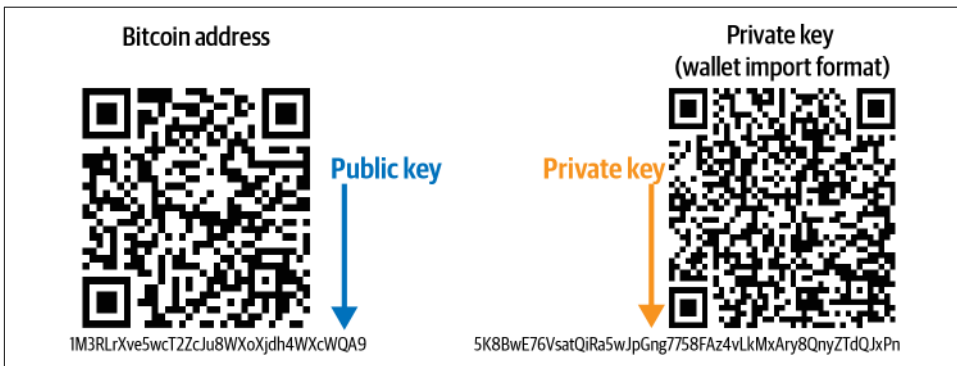 Bitcoin address
Private key
(wallet import format)
Public key
Private key
1M3RLrXve5wcT2ZcJu8WXoXjdh4WXcWQA9
5K8BwE76VsatQiRa5wJpGng7758FAz4vLkMxAry8QnyZTdQJxPn